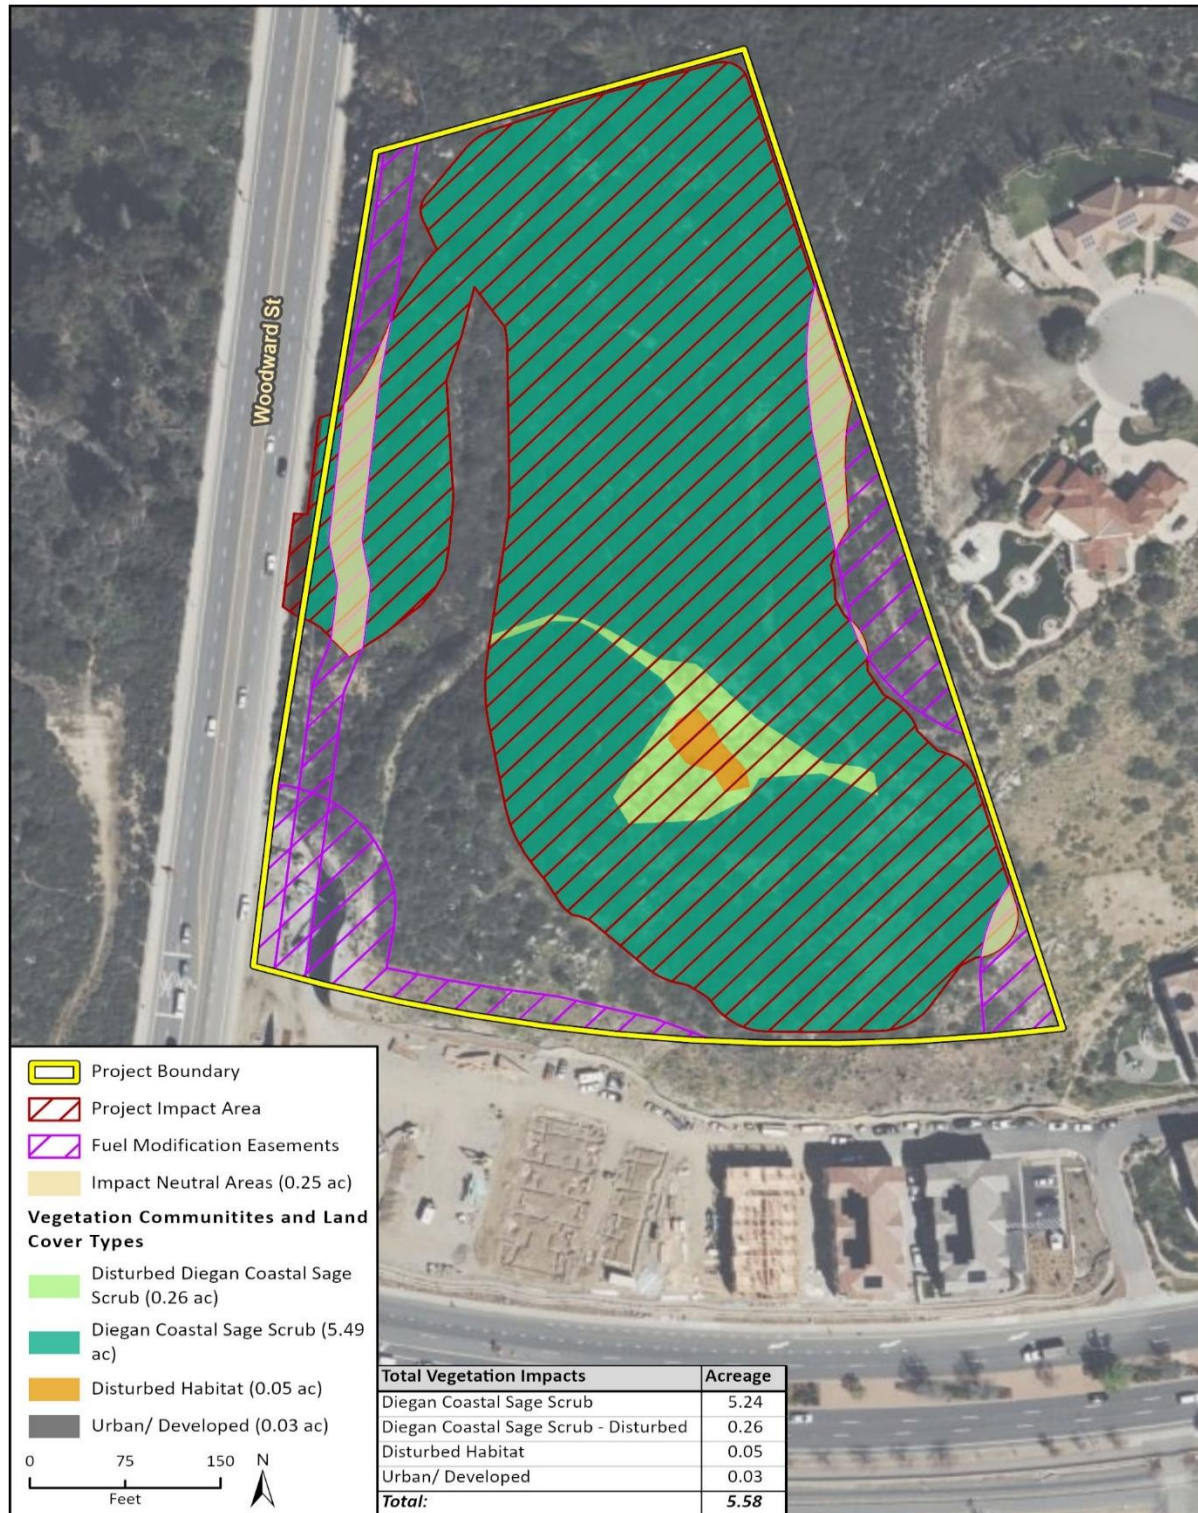 Woodward St
Project Boundary
Project Impact Area
Fuel Modification Easements
Impact Neutral Areas (0.25 ac)
Vegetation Communitites and Land
Cover Types
Disturbed Diegan Coastal Sage
Scrub (0.26 ac)
Diegan Coastal Sage Scrub (5.49
ac)
Disturbed Habitat (0.05 ac)
Urban/ Developed (0.03 ac)
0 75 150
Feet
N
Total Vegetation Impacts Acreage
Diegan Coastal Sage Scrub 5.24
Diegan Coastal Sage Scrub - Disturbed 0.26
Disturbed Habitat 0.05
Urban/ Developed 0.03
Total: 5.58